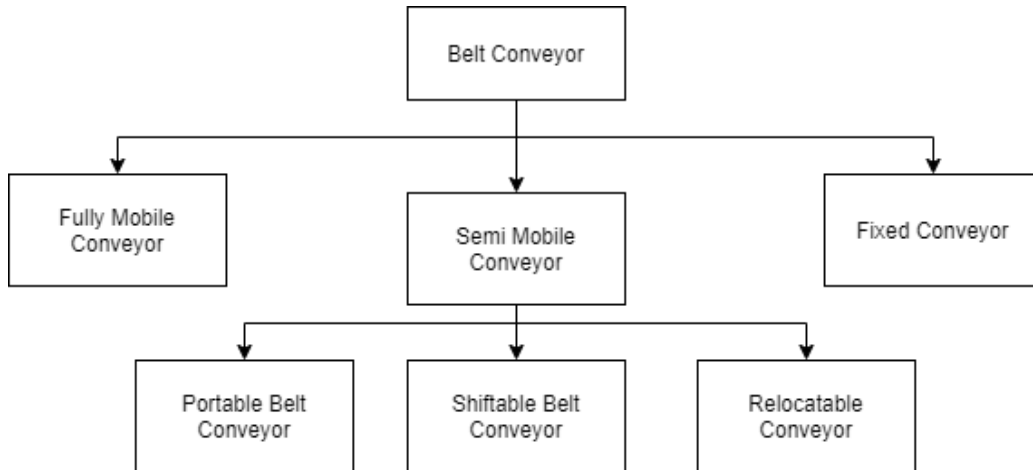 Belt Conveyor
Fully Mobile
Conveyor
Semi Mobile
Conveyor
Fixed Conveyor
Portable Belt
Conveyor
Shiftable Belt
Conveyor
Relocatable
Conveyor